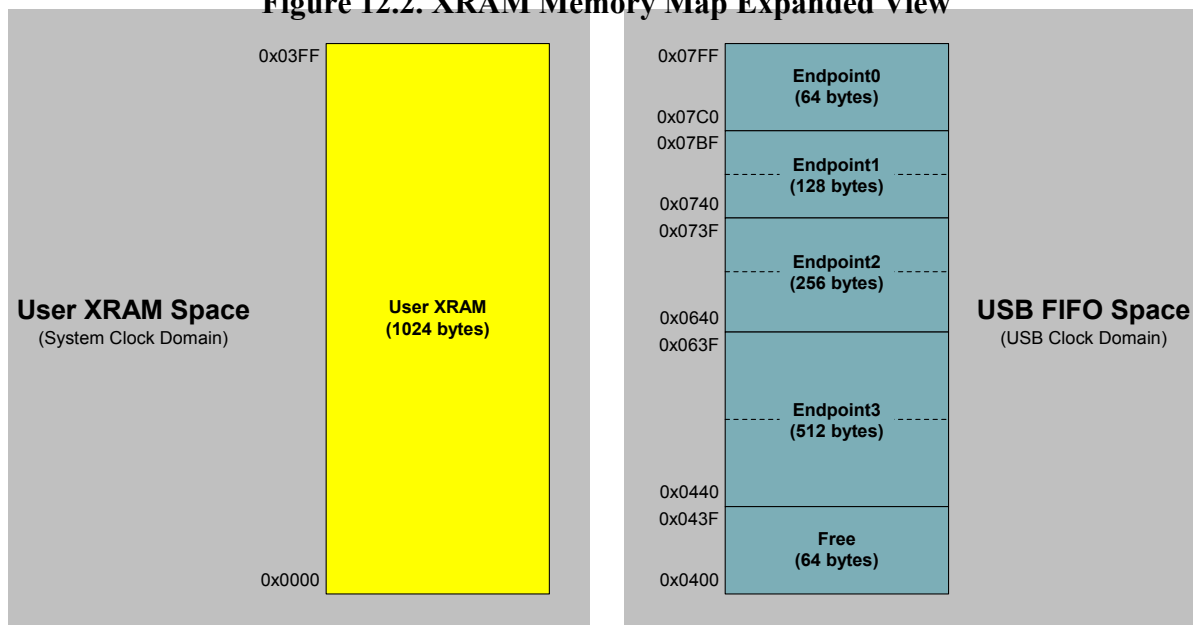 Figure 12.2. XRAM Memory Map Expanded View
0x03FF
User XRAM Space
(System Clock Domain)
User XRAM
(1024 bytes)
0x0000
0x07FF
Endpoint0
(64 bytes)
0x07C0
0x07BF
Endpoint1
(128 bytes)
0x0740
0x073F
Endpoint2
(256 bytes)
0x0640
0x063F
Endpoint3
(512 bytes)
0x0440
0x043F
Free
(64 bytes)
0x0400
USB FIFO Space
(USB Clock Domain)